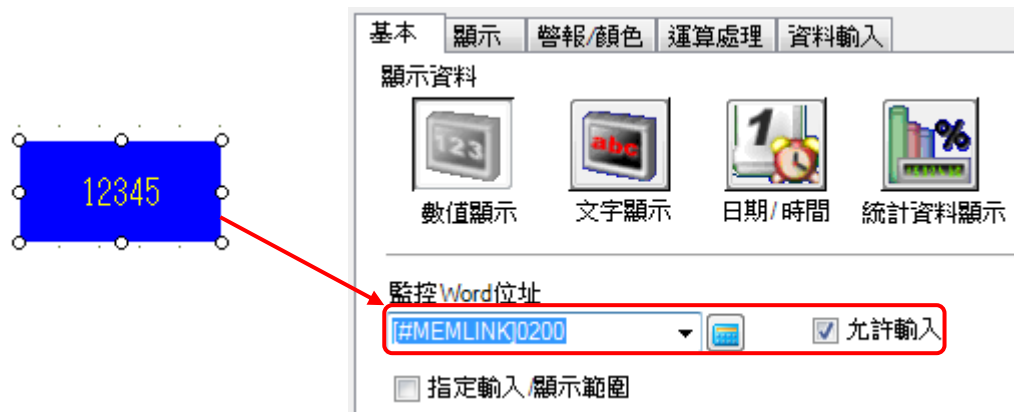 基本 顯示 警報/顏色 運算處理 資料輸入
顯示資料
123 abc 1 %
數值顯示 文字顯示 日期/時間 統計資料顯示
12345
監控Word位址
[#MEMLINK]0200 允許輸入
指定輸入/顯示範圍